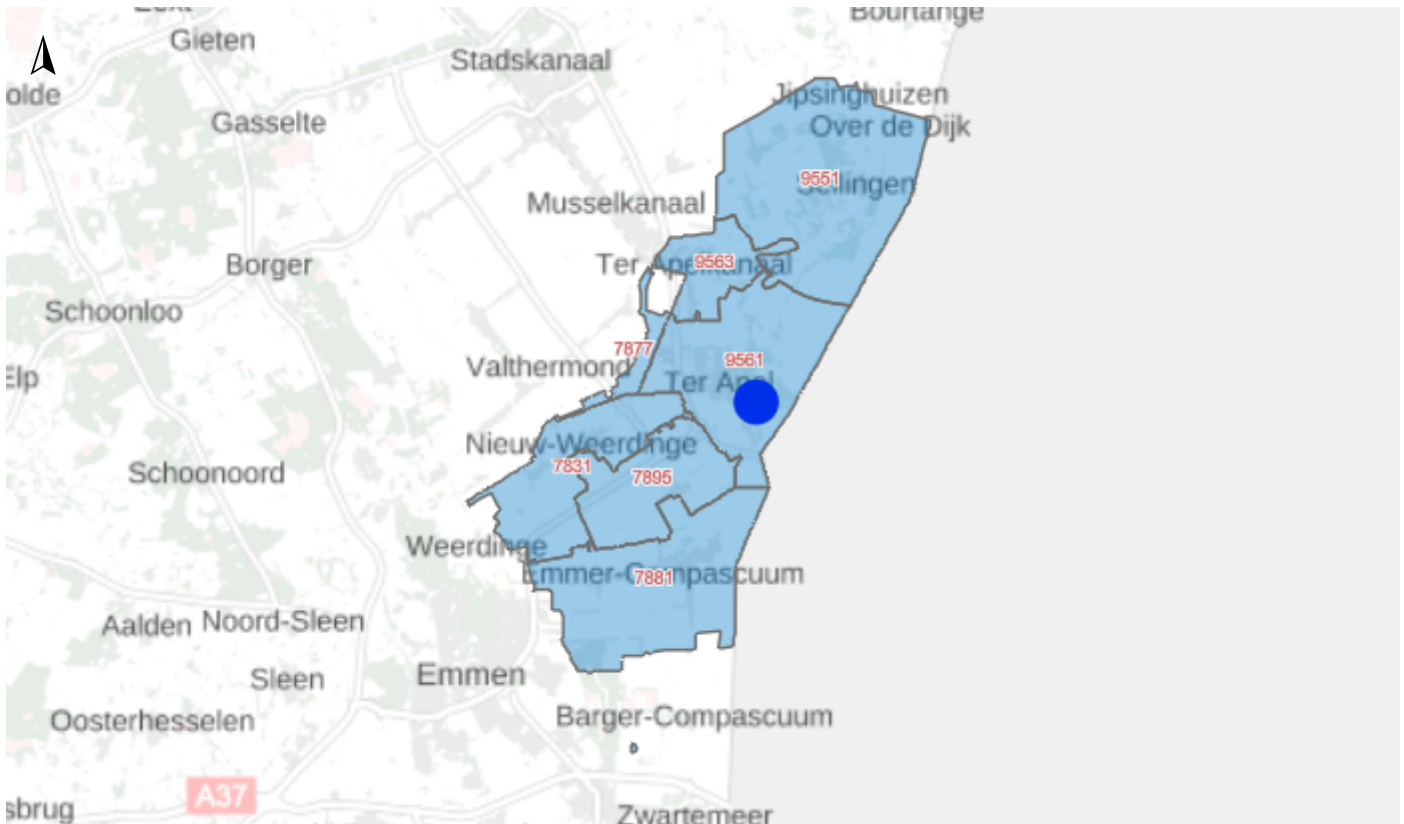 Bourtange
Gieten
Stadskanaal
olde
Jipsinghuizen
Gasselte
Over de Dijk
9551
Sellingen
Musselkanaal
Borger
Ter Apelkanaal
9563
Schoonloo
7877
9561
Valthermond
Elp
Ter Apel
Nieuw-Weerdinge
7831
Schoonoord
7895
Weerdinge
Emmer-Compascuum
7881
Aalden
Noord-Sleen
Emmen
Sleen
Barger-Compascuum
Oosterhesselen
A37
sbrug
Zwartemeer